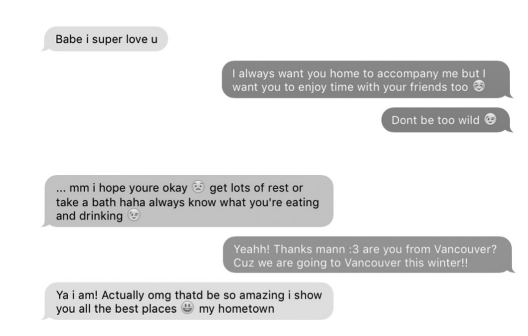 Babe i super love u
I always want you home to accompany me but I
want you to enjoy time with your friends too 😢
Dont be too wild 😢
... mm i hope youre okay 😟 get lots of rest or
take a bath haha always know what you're eating
and drinking 🥺
Yeahh! Thanks mann :3 are you from Vancouver?
Cuz we are going to Vancouver this winter!!
Ya i am! Actually omg thatd be so amazing i show
you all the best places 😃 my hometown